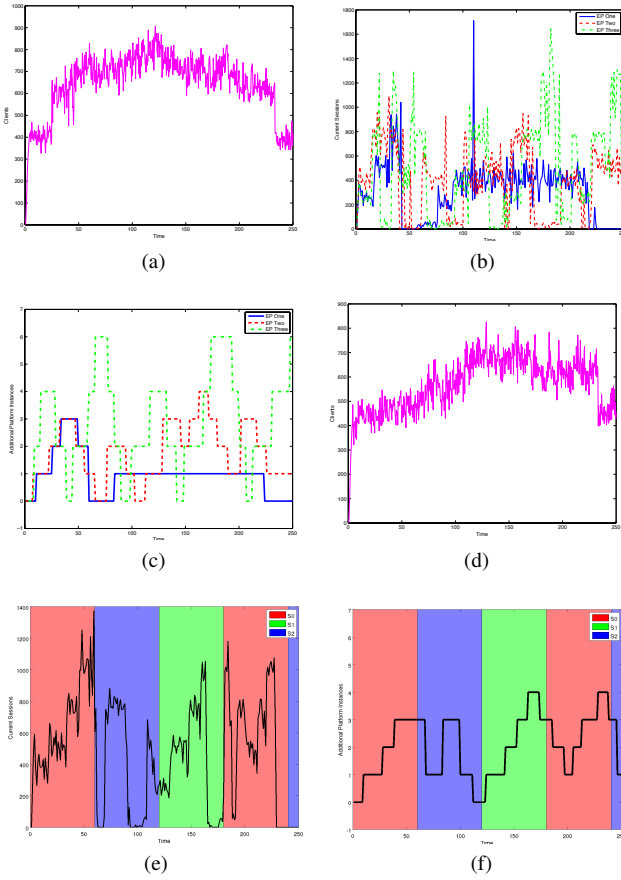 1000
900
800
700
600
500
400
300
200
100
0 50 100 150 200 250
Clients
Time
(a)
EP One
EP Two
EP Three
1800
1600
1400
1200
1000
800
600
400
200
0
0 50 100 150 200 250
Current Sessions
Time
(b)
EP One
EP Two
EP Three
7
6
5
4
3
2
1
0
−1
0 50 100 150 200 250
Additional Platform Instances
Time
(c)
900
800
700
600
500
400
300
200
100
0
0 50 100 150 200 250
Clients
Time
(d)
S0
S1
S2
1400
1200
1000
800
600
400
200
0
0 50 100 150 200 250
Current Sessions
Time
(e)
S0
S1
S2
7
6
5
4
3
2
1
0
−1
0 50 100 150 200 250
Additional Platform Instances
Time
(f)